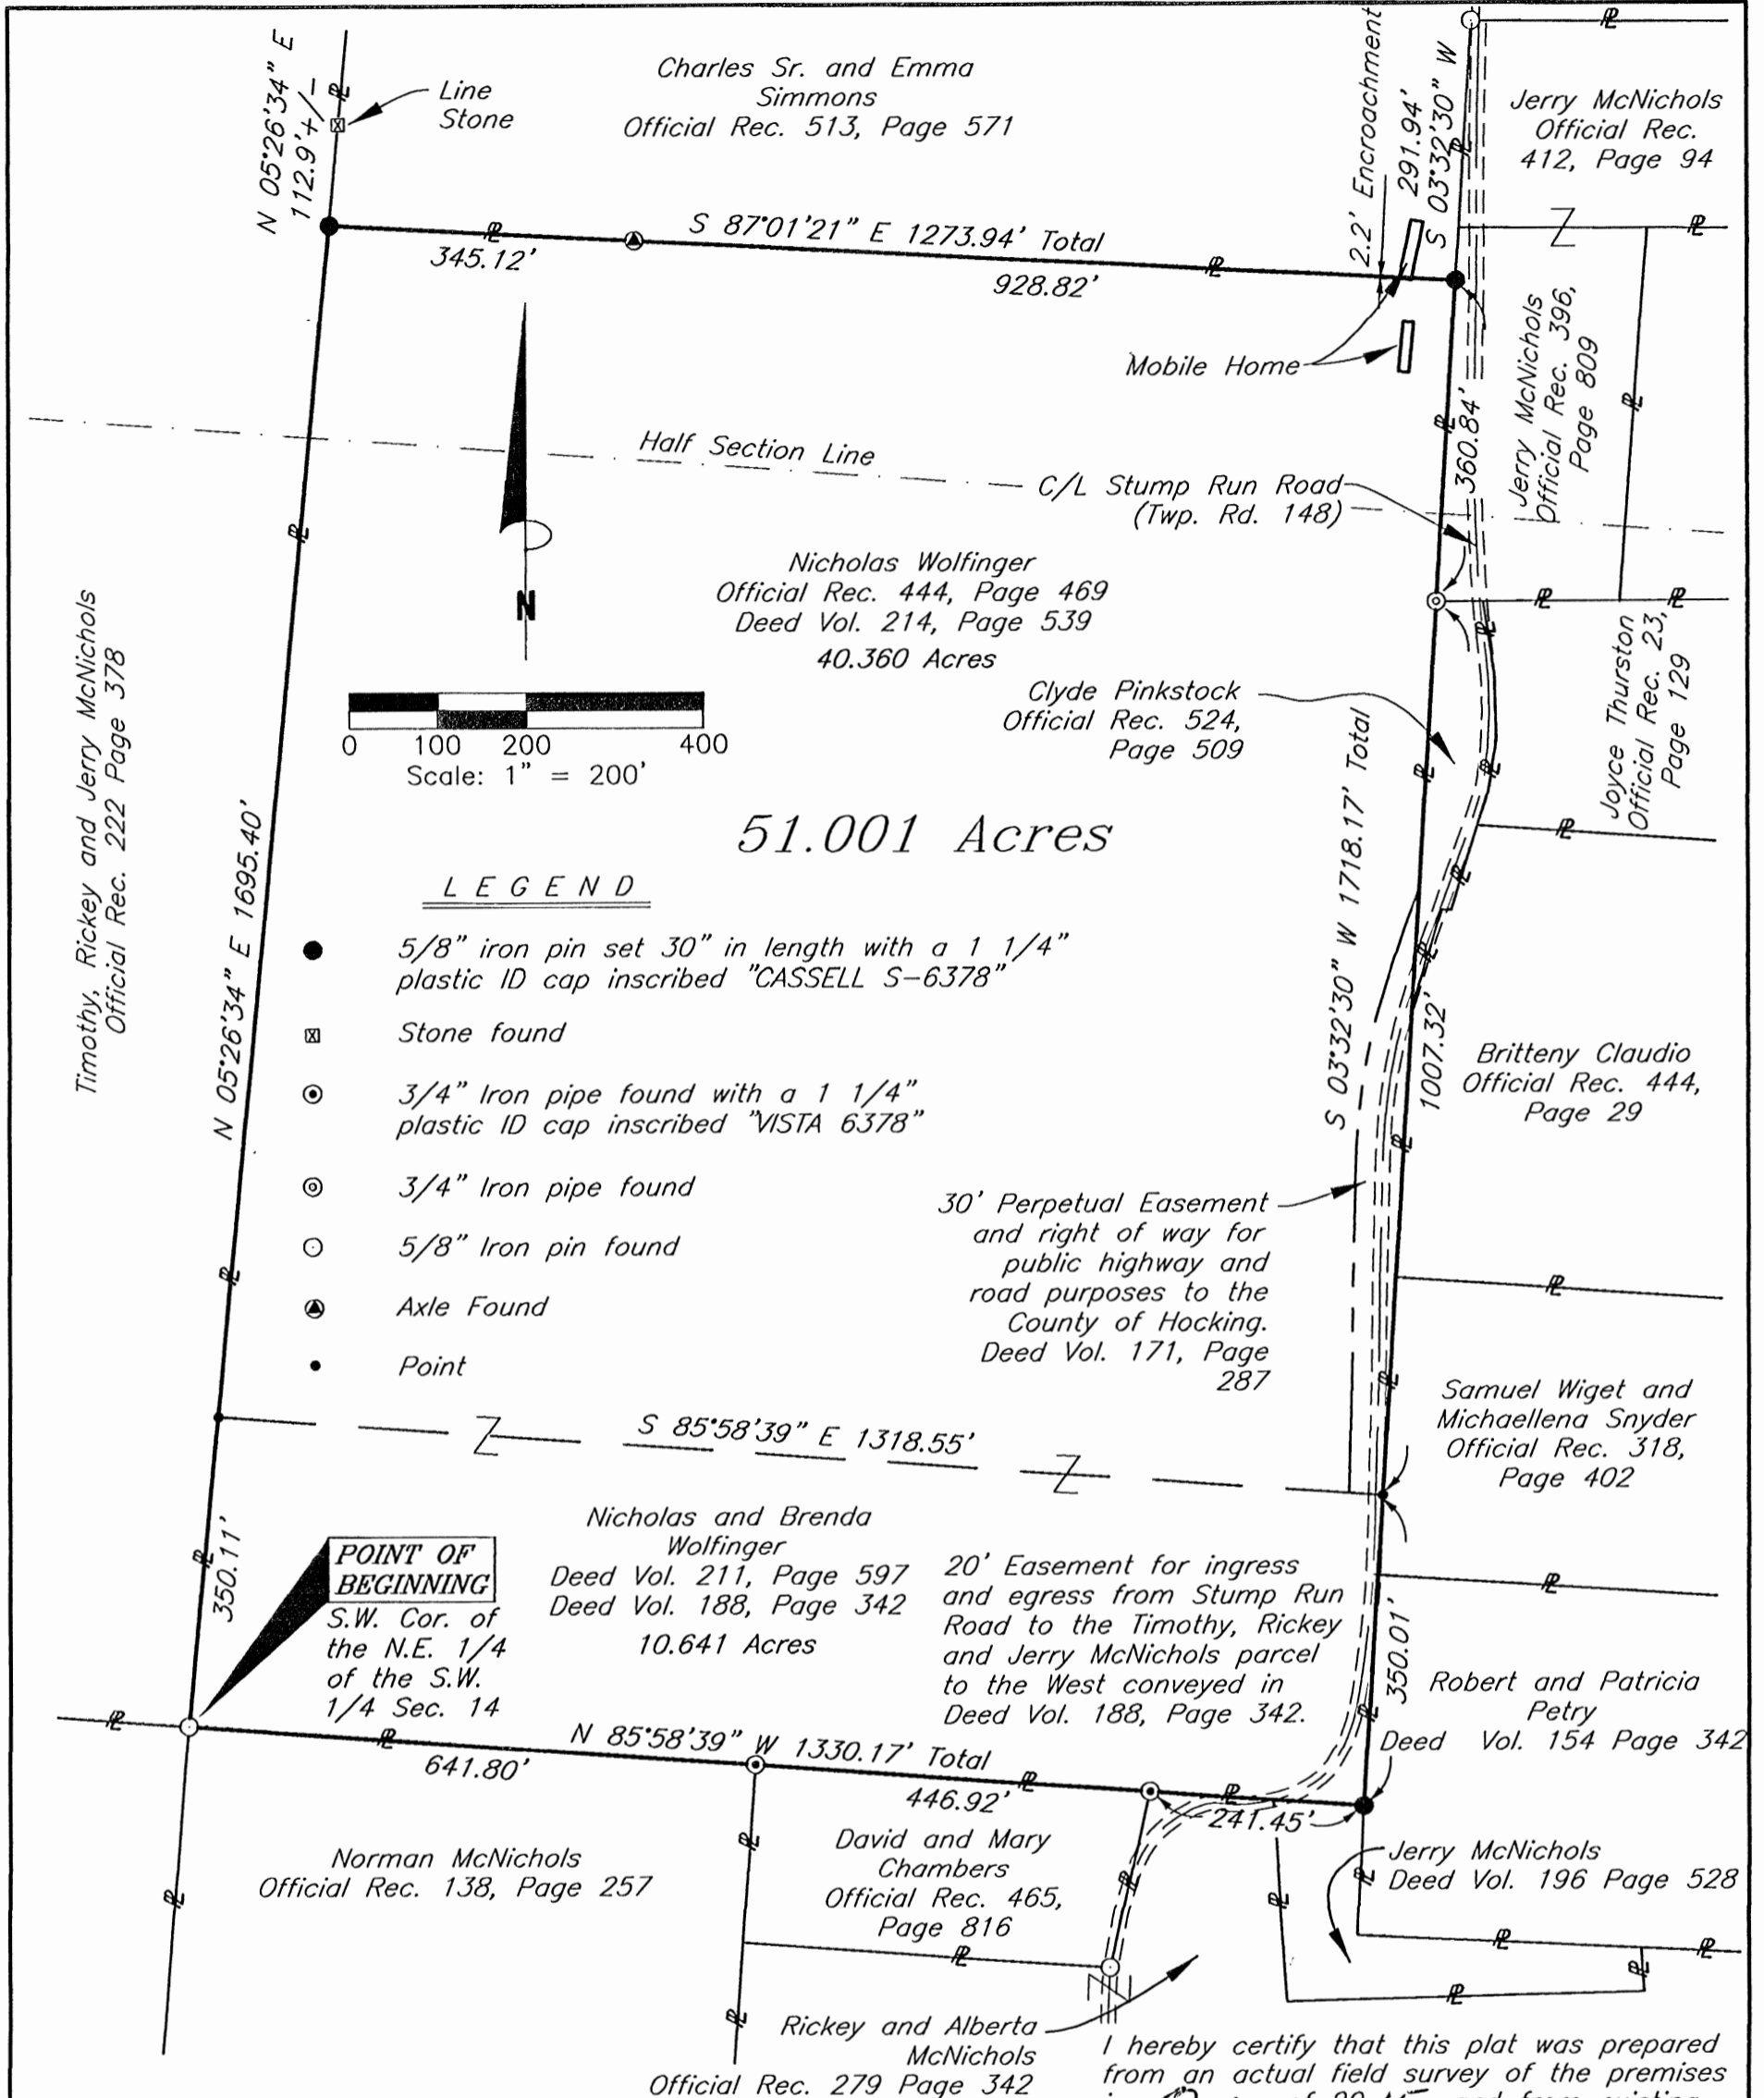 N 05°26'34" E
112.9'+/-
Line
Stone
Charles Sr. and Emma
Simmons
Official Rec. 513, Page 571
2.2' Encroachment
291.94'
S 03°32'30" W
Jerry McNichols
Official Rec.
412, Page 94
S 87°01'21" E 1273.94' Total
345.12'
928.82'
Mobile Home
360.84'
Jerry McNichols
Official Rec. 396,
Page 809
Half Section Line
C/L Stump Run Road
(Twp. Rd. 148)
N
Nicholas Wolfinger
Official Rec. 444, Page 469
Deed Vol. 214, Page 539
40.360 Acres
Timothy, Rickey and Jerry McNichols
Official Rec. 222 Page 378
0 100 200 400
Scale: 1" = 200'
Clyde Pinkstock
Official Rec. 524,
Page 509
Joyce Thurston
Official Rec. 23,
Page 129
51.001 Acres
N 05°26'34" E 1695.40'
S 03°32'30" W 1718.17' Total
LEGEND
5/8" iron pin set 30" in length with a 1 1/4"
plastic ID cap inscribed "CASSELL S-6378"
Stone found
3/4" Iron pipe found with a 1 1/4"
plastic ID cap inscribed "VISTA 6378"
3/4" Iron pipe found
5/8" Iron pin found
Axle Found
Point
1007.32'
Britteny Claudio
Official Rec. 444,
Page 29
30' Perpetual Easement
and right of way for
public highway and
road purposes to the
County of Hocking.
Deed Vol. 171, Page
287
Samuel Wiget and
Michaellena Snyder
Official Rec. 318,
Page 402
S 85°58'39" E 1318.55'
350.11'
POINT OF
BEGINNING
S.W. Cor. of
the N.E. 1/4
of the S.W.
1/4 Sec. 14
Nicholas and Brenda
Wolfinger
Deed Vol. 211, Page 597
Deed Vol. 188, Page 342
10.641 Acres
20' Easement for ingress
and egress from Stump Run
Road to the Timothy, Rickey
and Jerry McNichols parcel
to the West conveyed in
Deed Vol. 188, Page 342.
350.01'
Robert and Patricia
Petry
Deed Vol. 154 Page 342
N 85°58'39" W 1330.17' Total
641.80'
446.92'
241.45'
Norman McNichols
Official Rec. 138, Page 257
David and Mary
Chambers
Official Rec. 465,
Page 816
Jerry McNichols
Deed Vol. 196 Page 528
Rickey and Alberta
McNichols
Official Rec. 279 Page 342
I hereby certify that this plat was prepared
from an actual field survey of the premises